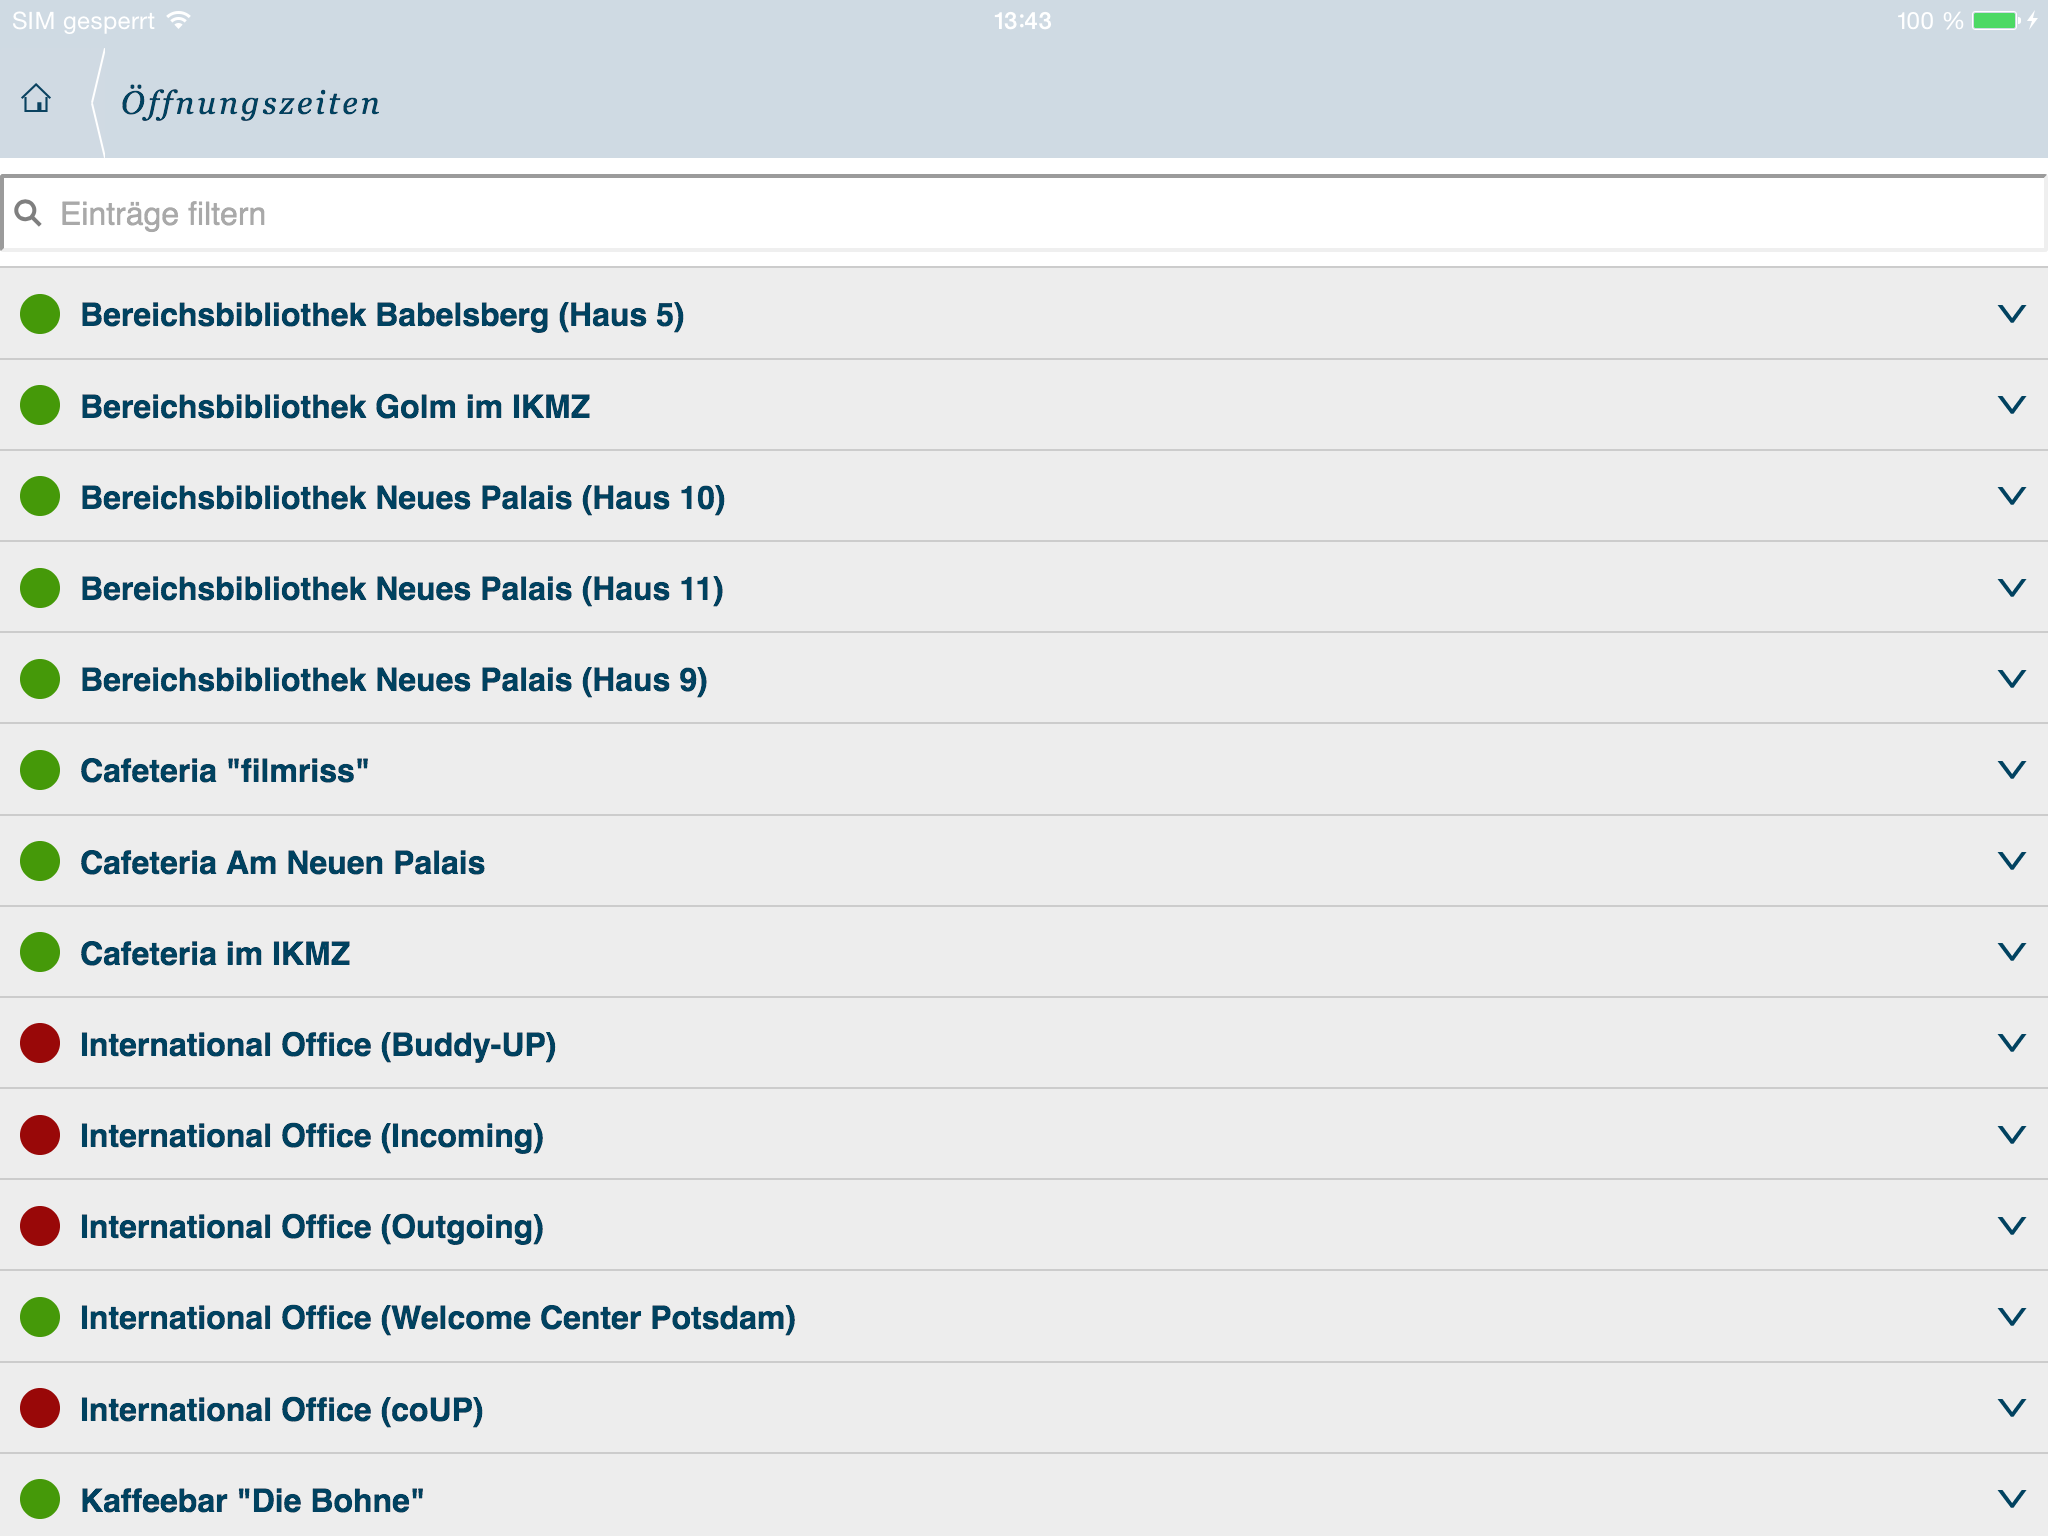 SIM gesperrt
13:43
100 %
Öffnungszeiten
Einträge filtern
Bereichsbibliothek Babelsberg (Haus 5)
Bereichsbibliothek Golm im IKMZ
Bereichsbibliothek Neues Palais (Haus 10)
Bereichsbibliothek Neues Palais (Haus 11)
Bereichsbibliothek Neues Palais (Haus 9)
Cafeteria "filmriss"
Cafeteria Am Neuen Palais
Cafeteria im IKMZ
International Office (Buddy-UP)
International Office (Incoming)
International Office (Outgoing)
International Office (Welcome Center Potsdam)
International Office (coUP)
Kaffeebar "Die Bohne"